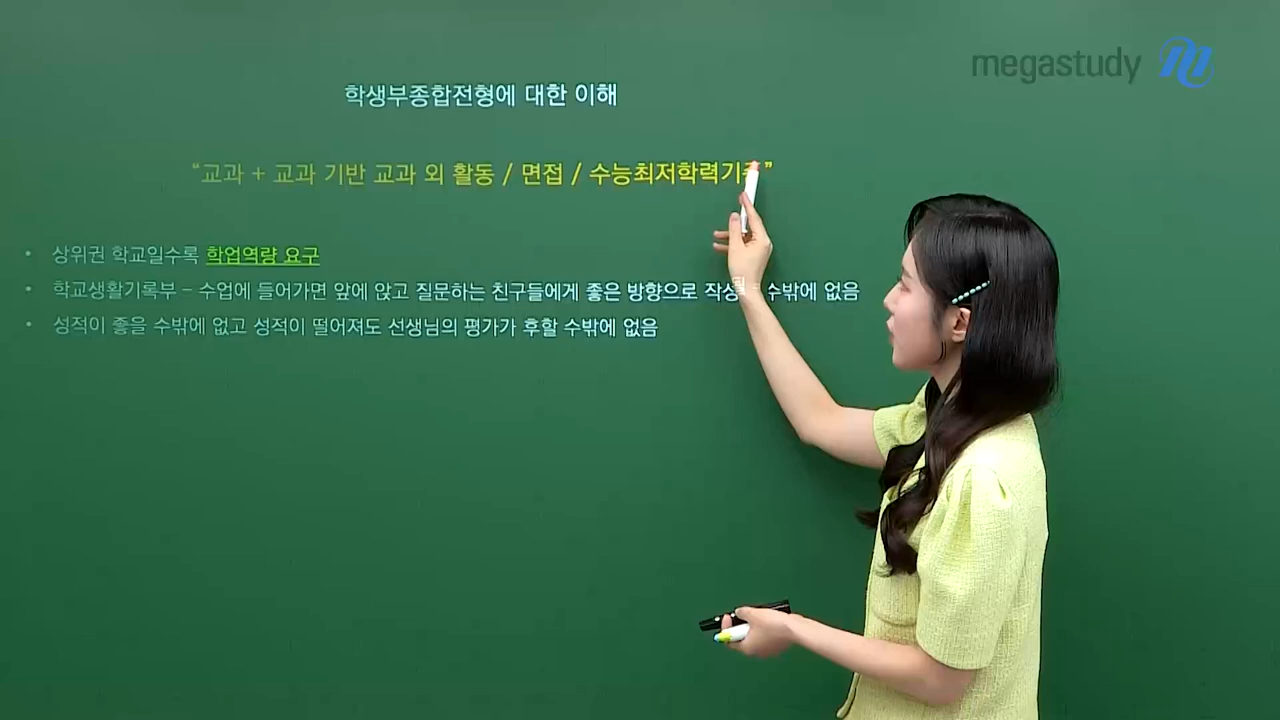 megastudy
학생부종합전형에 대한 이해
“교과 + 교과 기반 교과 외 활동 / 면접 / 수능최저학력기준”
• 상위권 학교일수록 학업역량 요구
• 학교생활기록부 – 수업에 들어가면 앞에 앉고 질문하는 친구들에게 좋은 방향으로 작성될 수밖에 없음
• 성적이 좋을 수밖에 없고 성적이 떨어져도 선생님의 평가가 후할 수밖에 없음